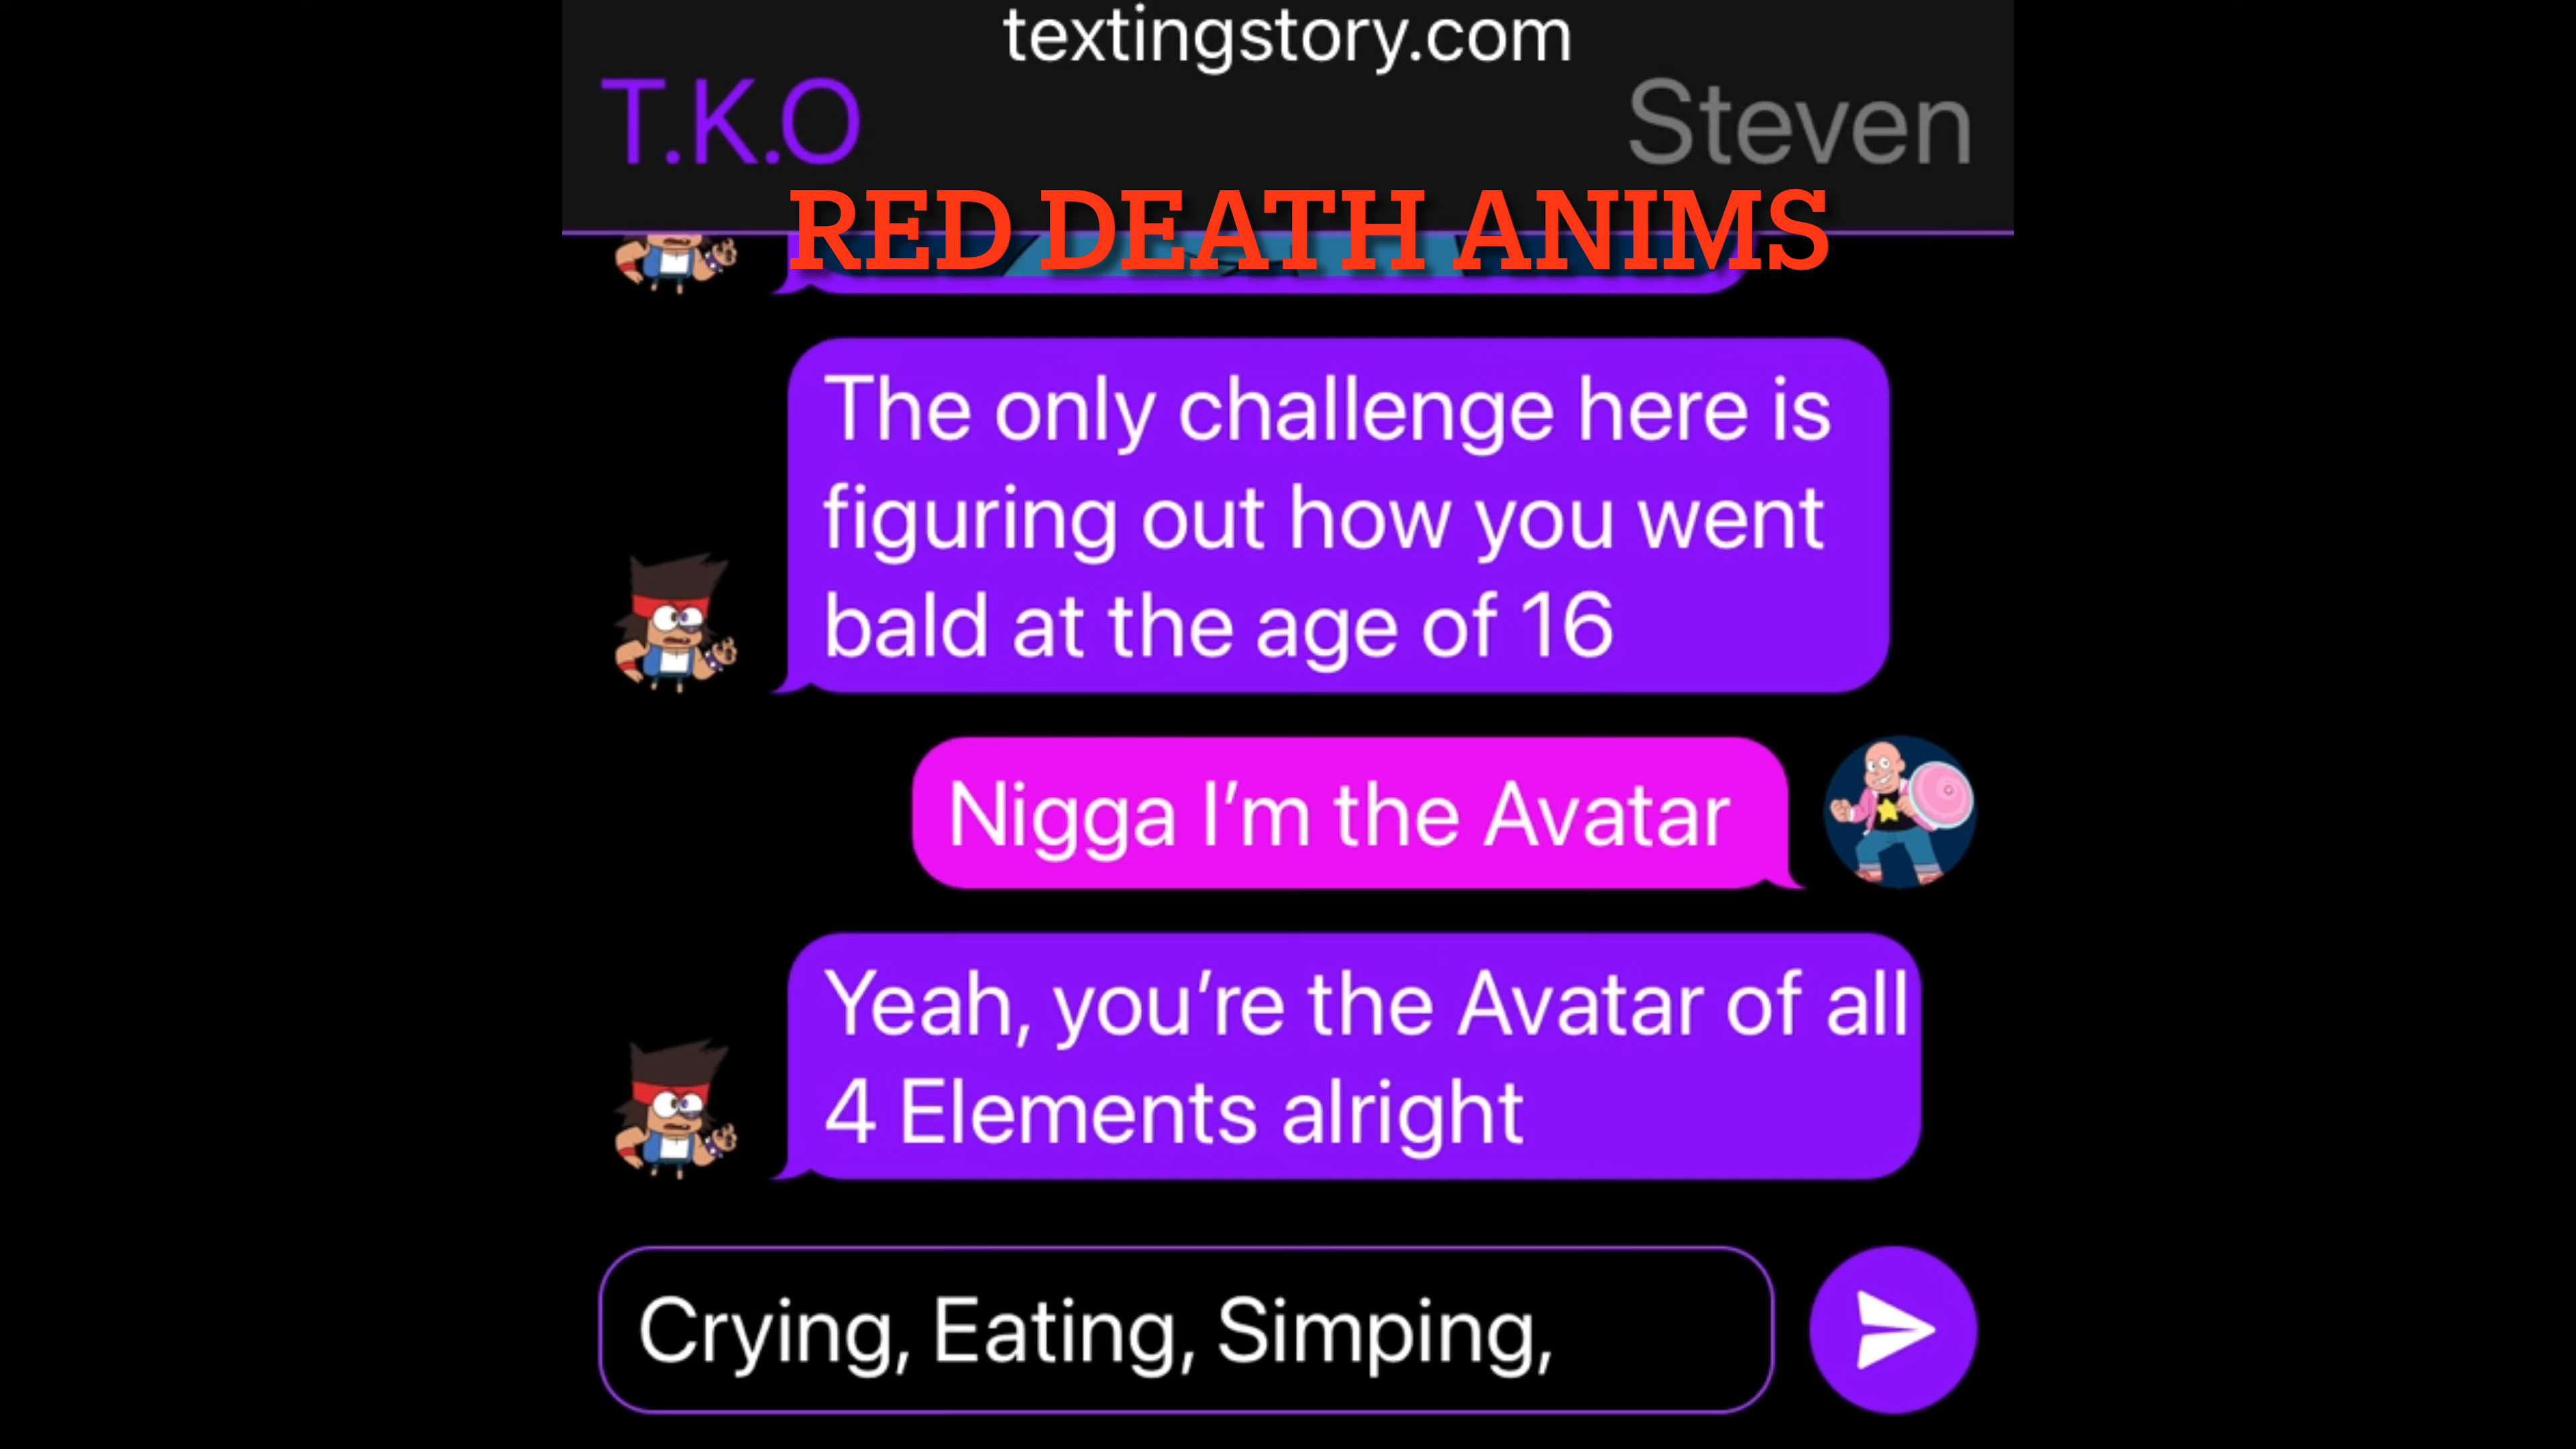 textingstory.com
T.K.O
Steven
RED DEATH ANIMS
The only challenge here is
figuring out how you went
bald at the age of 16
Nigga I'm the Avatar
Yeah, you're the Avatar of all
4 Elements alright
Crying, Eating, Simping,